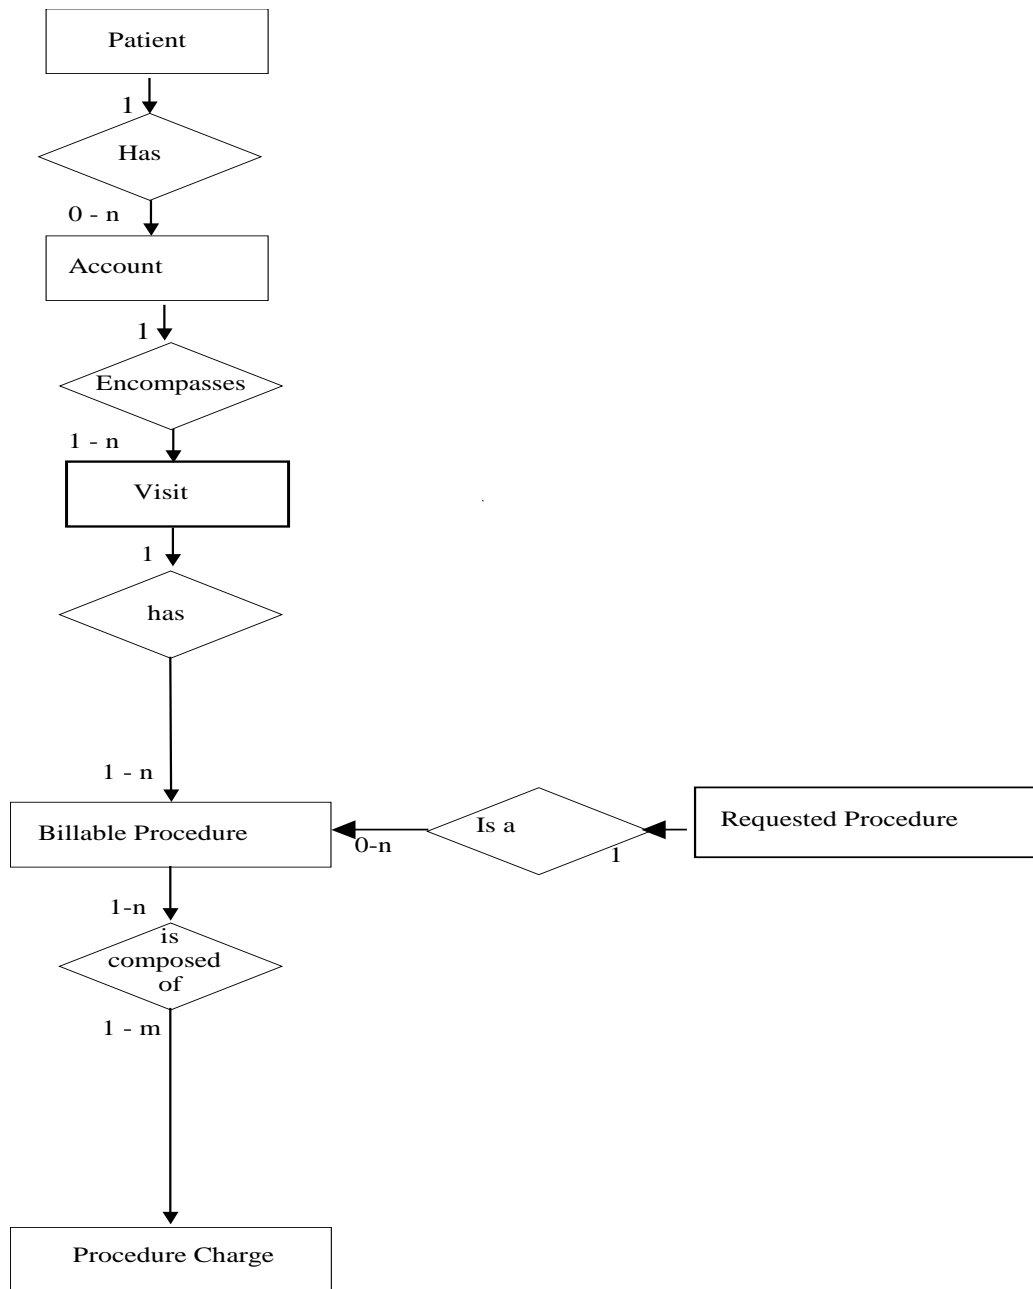 Patient
1
Has
0 - n
Account
1
Encompasses
1 - n
Visit
1
has
1 - n
Billable Procedure
0-n
Is a
1
Requested Procedure
1-n
is
composed
of
1 - m
Procedure Charge